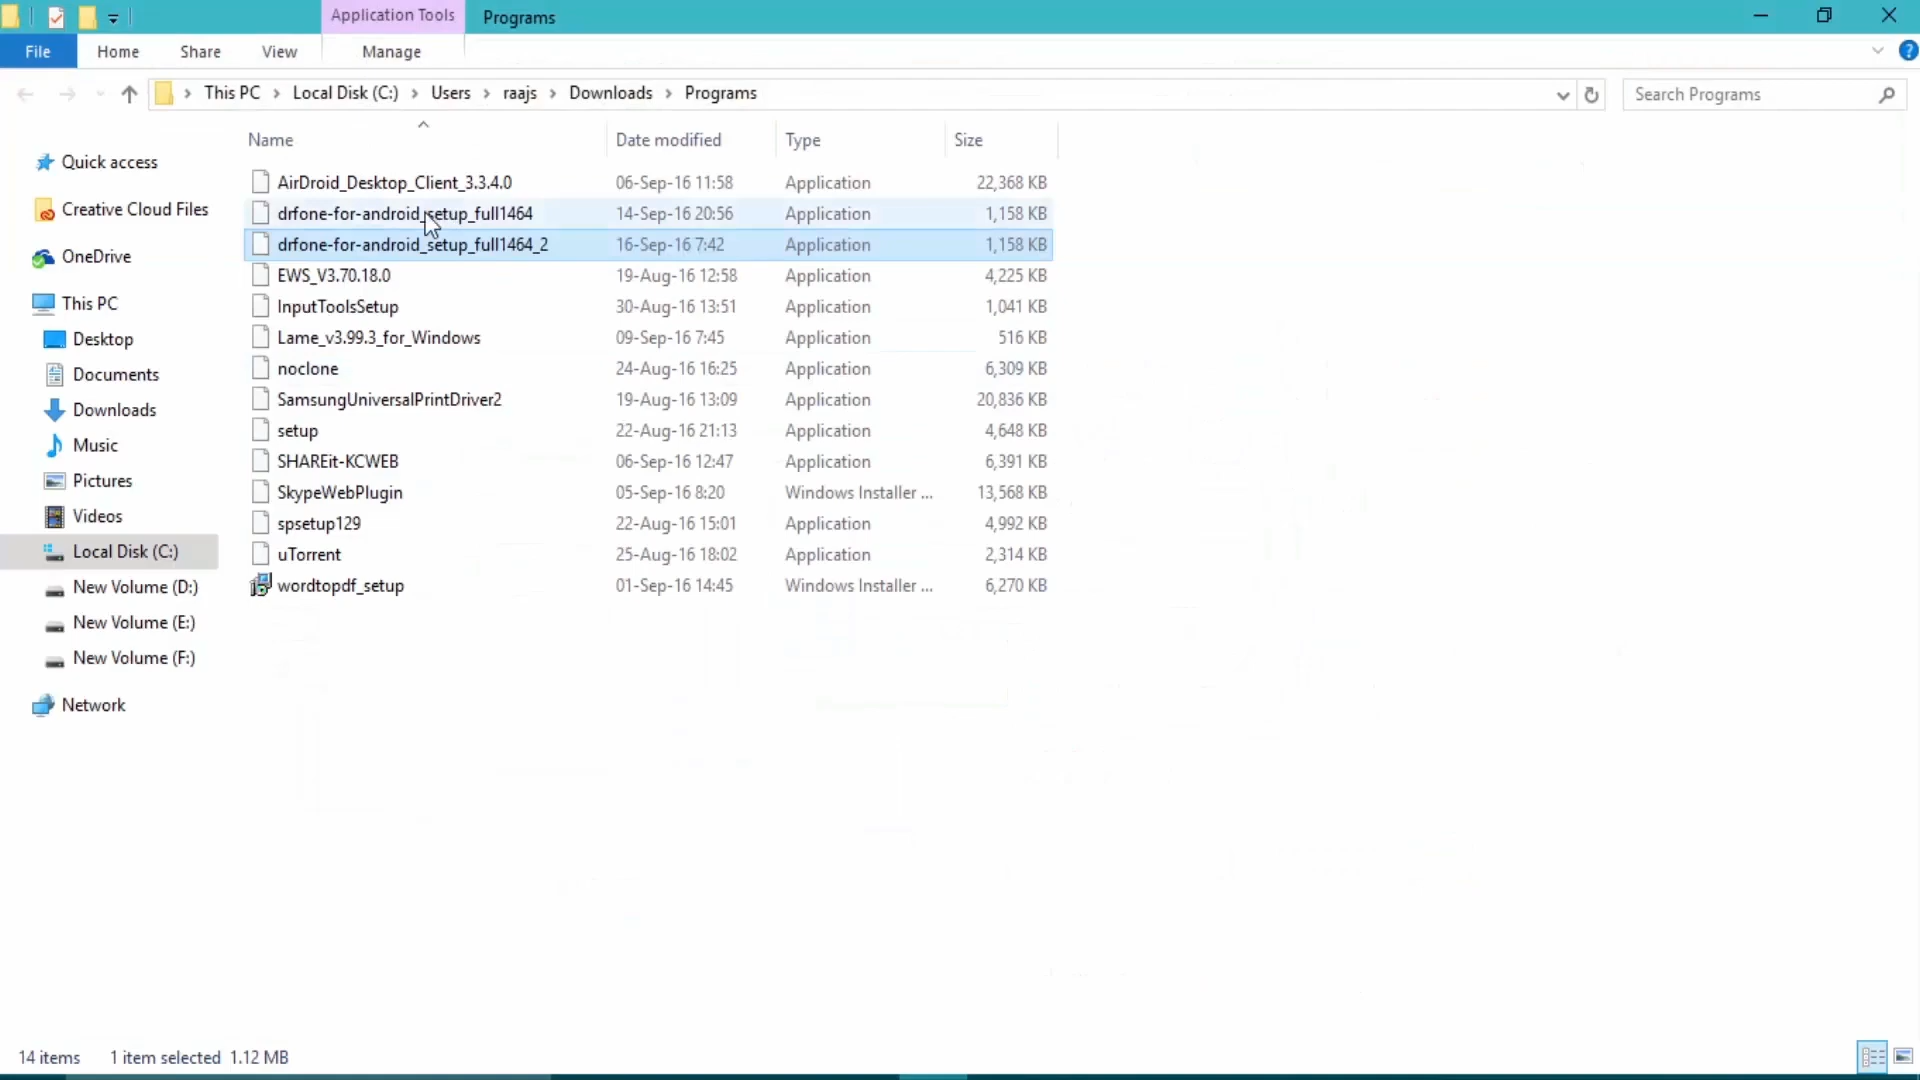 Application Tools Programs
File Home Share View Manage
This PC Local Disk (C:) Users raajs Downloads Programs Search Programs
Name Date modified Type Size
Quick access
Creative Cloud Files
OneDrive
This PC
Desktop
Documents
Downloads
Music
Pictures
Videos
Local Disk (C:)
New Volume (D:)
New Volume (E:)
New Volume (F:)
Network
AirDroid_Desktop_Client_3.3.4.0 06-Sep-16 11:58 Application 22,368 KB
drfone-for-android_setup_full1464 14-Sep-16 20:56 Application 1,158 KB
drfone-for-android_setup_full1464_2 16-Sep-16 7:42 Application 1,158 KB
EWS_V3.70.18.0 19-Aug-16 12:58 Application 4,225 KB
InputToolsSetup 30-Aug-16 13:51 Application 1,041 KB
Lame_v3.99.3_for_Windows 09-Sep-16 7:45 Application 516 KB
noclone 24-Aug-16 16:25 Application 6,309 KB
SamsungUniversalPrintDriver2 19-Aug-16 13:09 Application 20,836 KB
setup 22-Aug-16 21:13 Application 4,648 KB
SHAREit-KCWEB 06-Sep-16 12:47 Application 6,391 KB
SkypeWebPlugin 05-Sep-16 8:20 Windows Installer ... 13,568 KB
spsetup129 22-Aug-16 15:01 Application 4,992 KB
uTorrent 25-Aug-16 18:02 Application 2,314 KB
wordtopdf_setup 01-Sep-16 14:45 Windows Installer ... 6,270 KB
14 items 1 item selected 1.12 MB